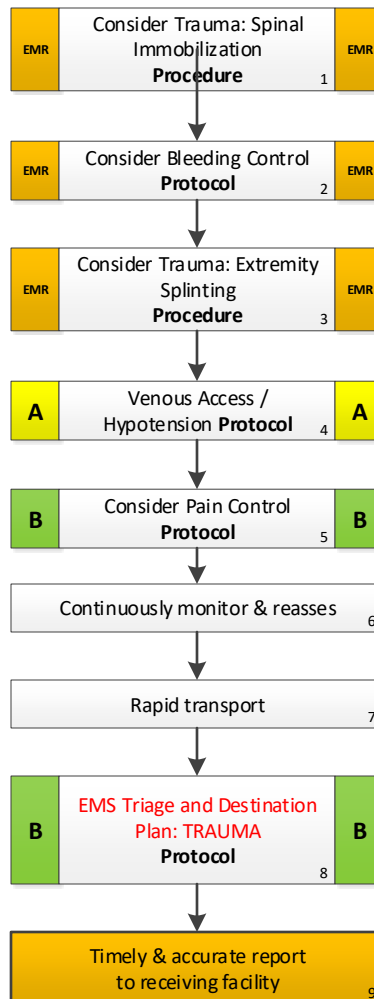 Consider Trauma: Spinal
EMR Immobilization EMR
Procedure 1
Consider Bleeding Control
EMR Protocol EMR
2
Consider Trauma: Extremity
EMR Splinting EMR
Procedure 3
A Venous Access / A
Hypotension Protocol 4
B Consider Pain Control B
Protocol 5
Continuously monitor & reasses
6
Rapid transport
7
EMS Triage and Destination
B Plan: TRAUMA B
Protocol
8
Timely & accurate report
to receiving facility
9